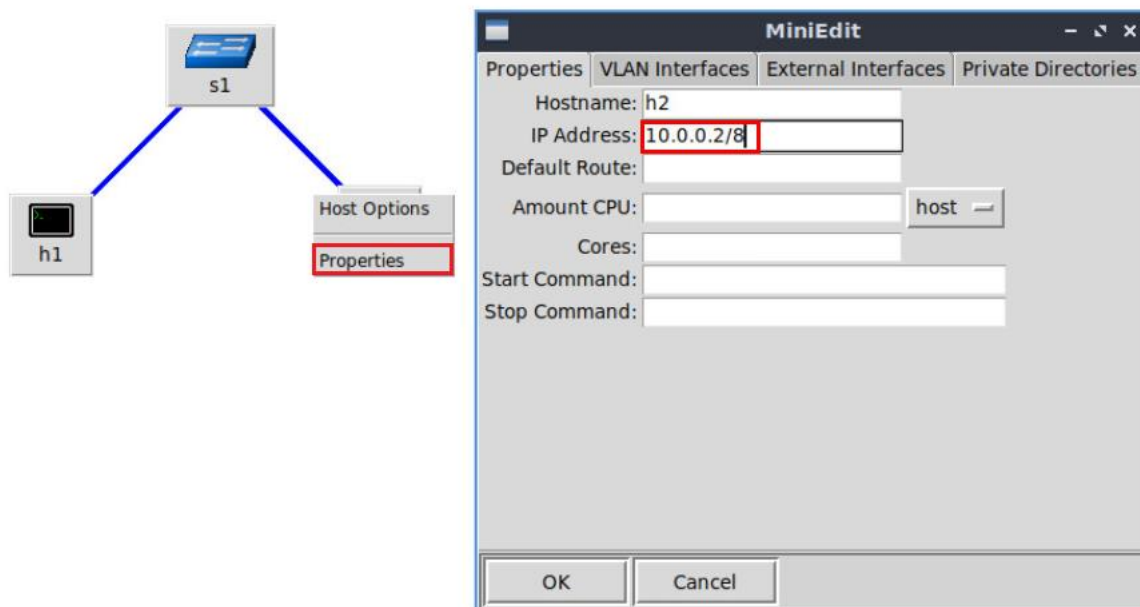 s1
h1
Host Options
Properties
MiniEdit
Properties VLAN Interfaces External Interfaces Private Directories
Hostname: h2
IP Address: 10.0.0.2/8
Default Route:
Amount CPU: host
Cores:
Start Command:
Stop Command:
OK Cancel